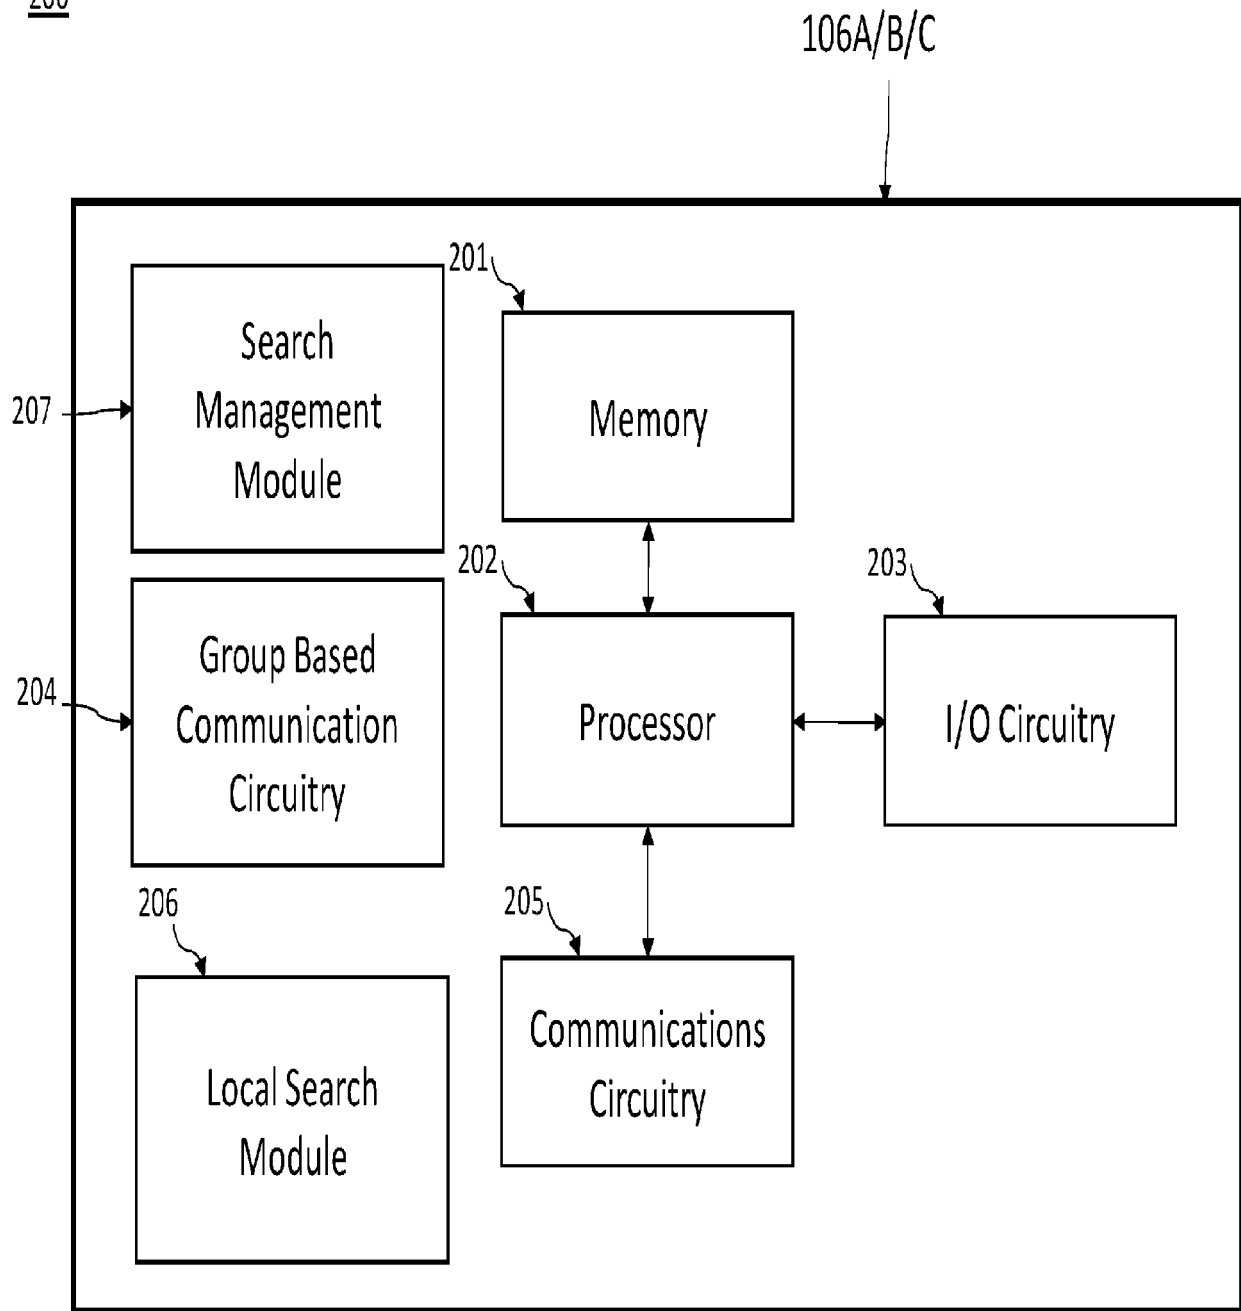 200
106A/B/C
201
Search
Management
Module
207
Memory
202
203
Group Based
Communication
Circuitry
204
Processor
I/O Circuitry
206
205
Communications
Circuitry
Local Search
Module